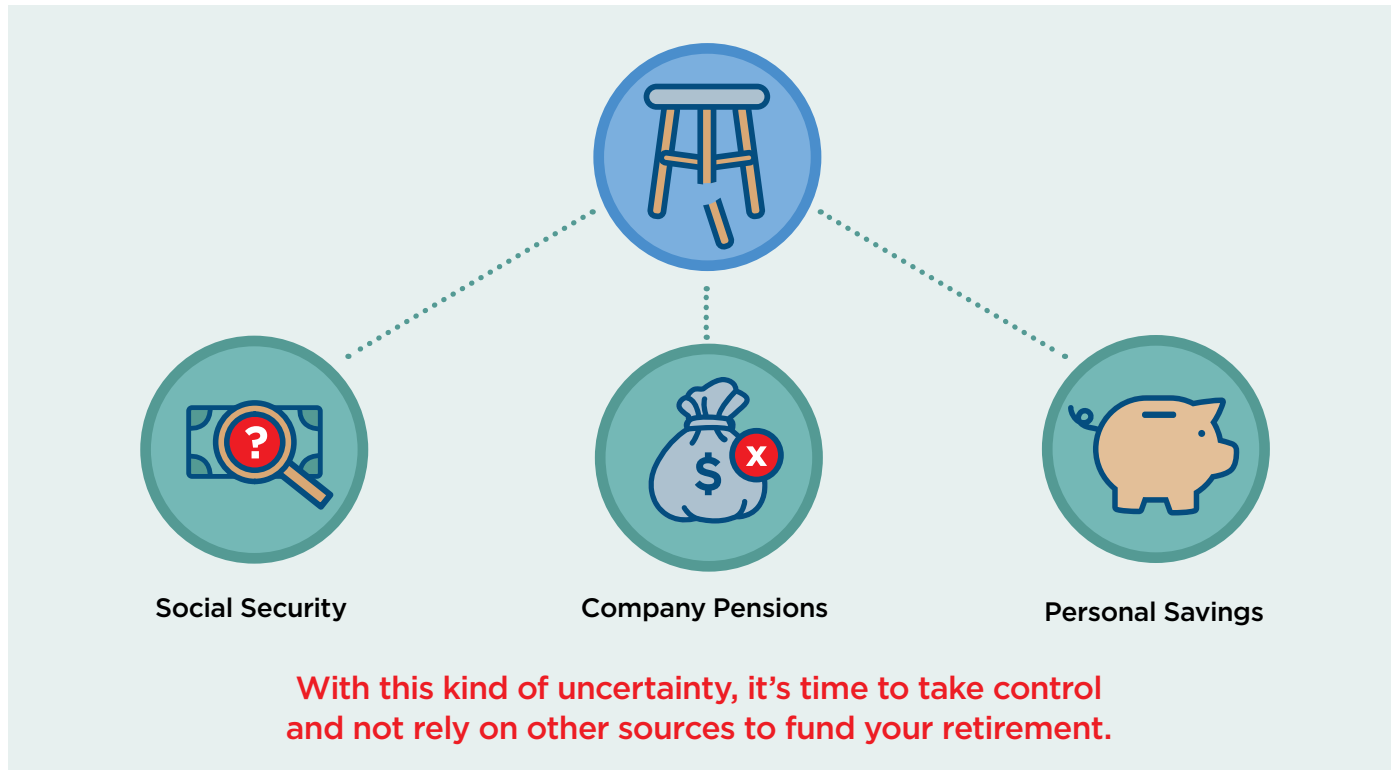 ?
$
X
Social Security
Company Pensions
Personal Savings
With this kind of uncertainty, it’s time to take control
and not rely on other sources to fund your retirement.